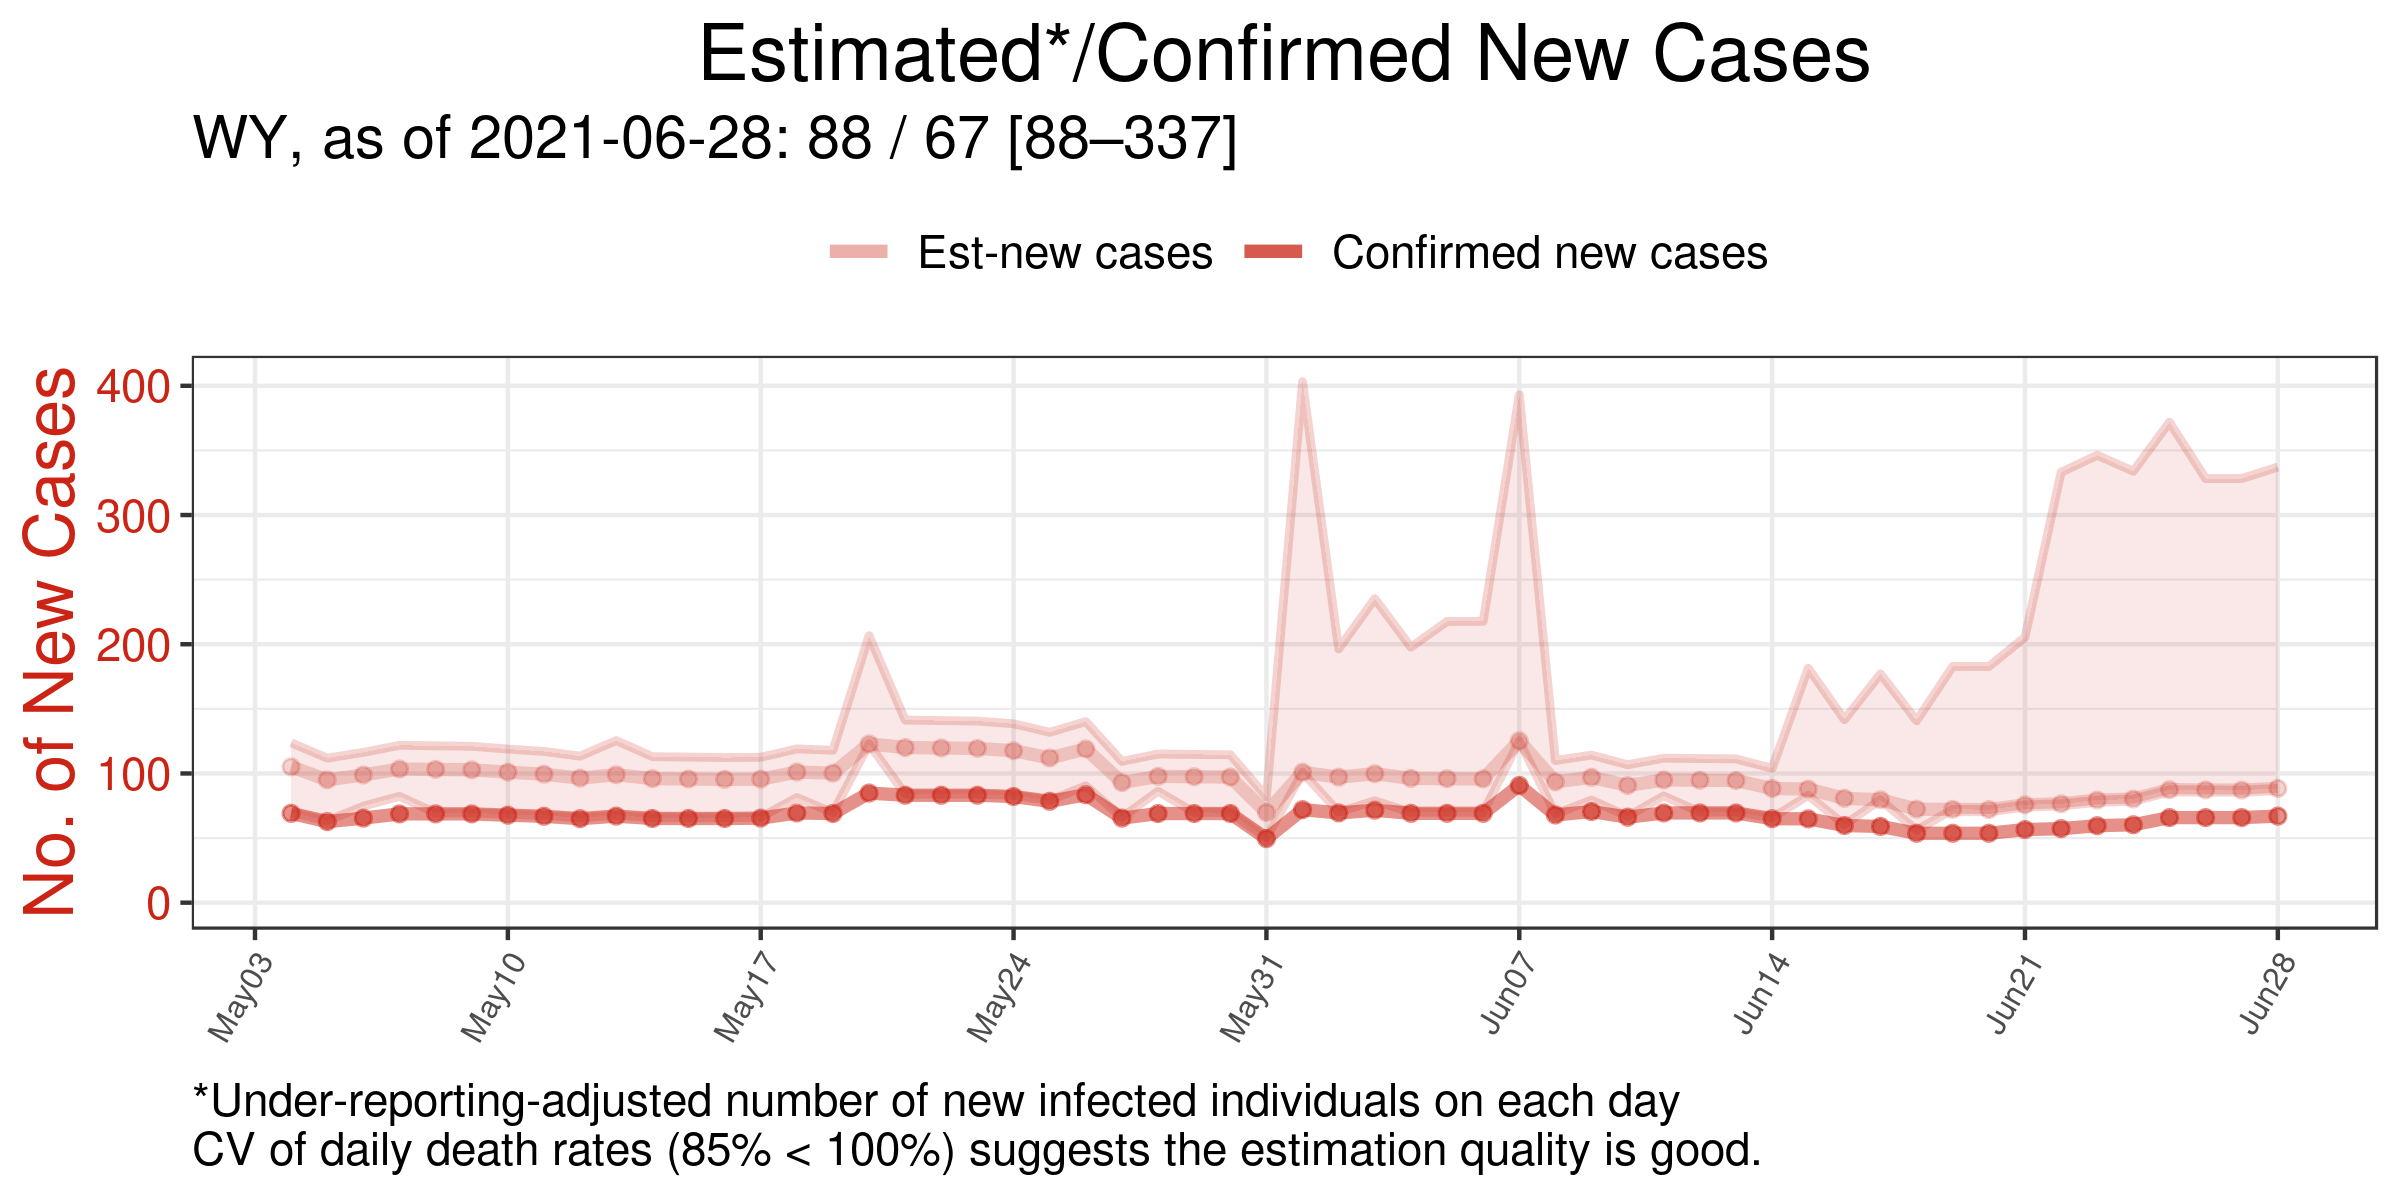 Estimated*/Confirmed New Cases
WY, as of 2021-06-28: 88 / 67 [88–337]
Est-new cases Confirmed new cases
No. of New Cases
400
300
200
100
0
May03 May10 May17 May24 May31 Jun07 Jun14 Jun21 Jun28
*Under-reporting-adjusted number of new infected individuals on each day
CV of daily death rates (85% < 100%) suggests the estimation quality is good.